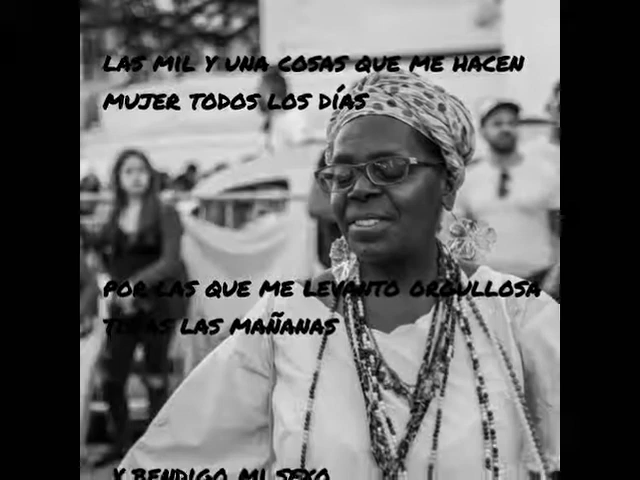 LAS MIL Y UNA COSAS QUE ME HACEN
MUJER TODOS LOS DÍAS
POR LAS QUE ME LEVANTO ORGULLOSA
TODAS LAS MAÑANAS
Y BENDIGO MI SEXO